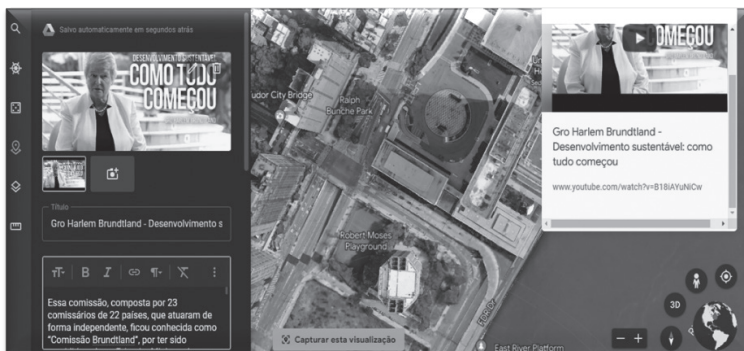 Salvo automaticamente em segundos atrás
DESENVOLVIMENTO SUSTENTÁVEL
COMO TUDO
COMEÇOU
Título
Gro Harlem Brundtland - Desenvolvimento s
B I
Essa comissão, composta por 23
comissários de 22 países, que atuaram de
forma independente, ficou conhecida como
"Comissão Brundtland", por ter sido
udor City Bridge
Ralph
Bunche Park
Robert Moses
Playground
FDR Dr
East River Platform
Capturar esta visualização
COMEÇOU
Gro Harlem Brundtland -
Desenvolvimento sustentável: como
tudo começou
www.youtube.com/watch?v=B18iAYuNiCw
3D